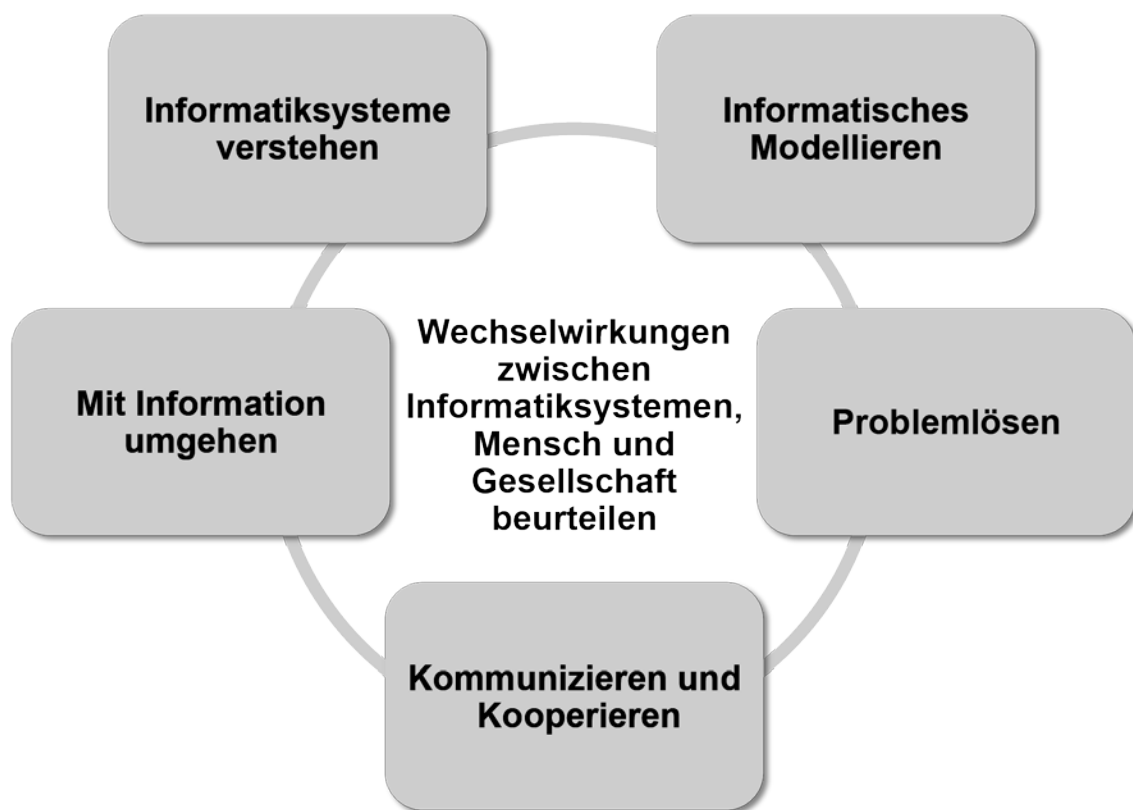 Informatiksysteme
verstehen
Informatisches
Modellieren
Mit Information
umgehen
Wechselwirkungen
zwischen
Informatiksystemen,
Mensch und
Gesellschaft
beurteilen
Problemlösen
Kommunizieren und
Kooperieren